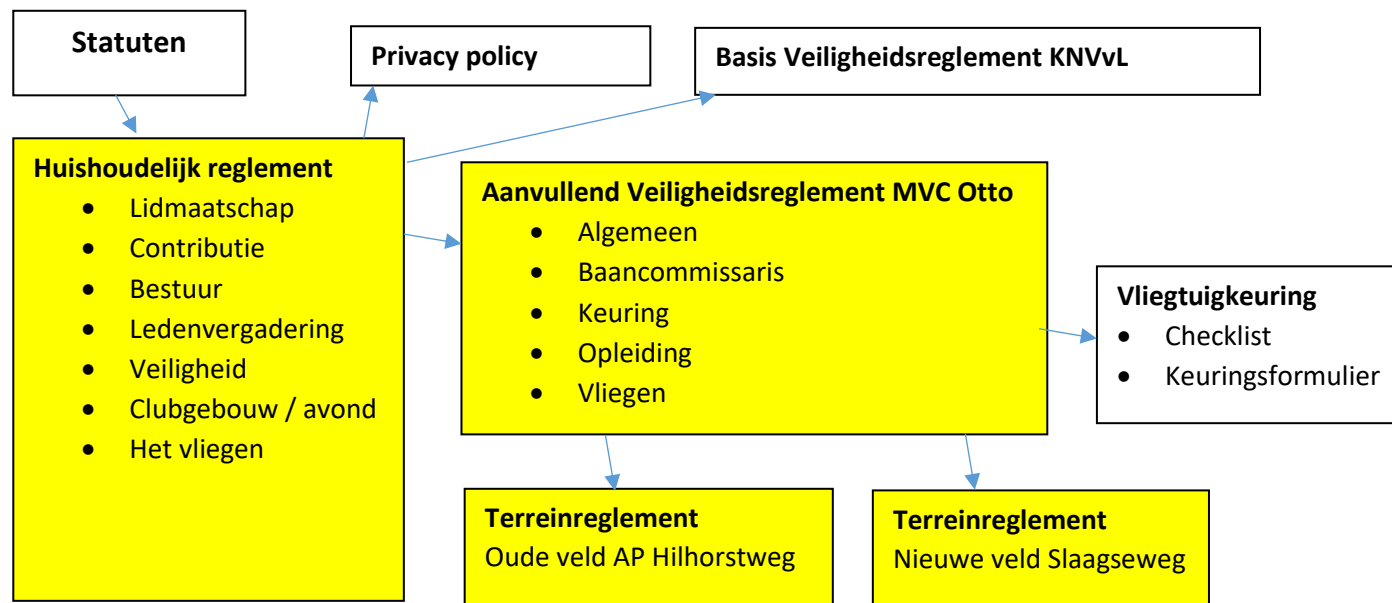 Statuten
Privacy policy
Basis Veiligheidsreglement KNVvL
Huishoudelijk reglement
• Lidmaatschap
• Contributie
• Bestuur
• Ledenvergadering
• Veiligheid
• Clubgebouw / avond
• Het vliegen
Aanvullend Veiligheidsreglement MVC Otto
• Algemeen
• Baancommissaris
• Keuring
• Opleiding
• Vliegen
Vliegtuigkeuring
• Checklist
• Keuringsformulier
Terreinreglement
Oude veld AP Hilhorstweg
Terreinreglement
Nieuwe veld Slaagseweg